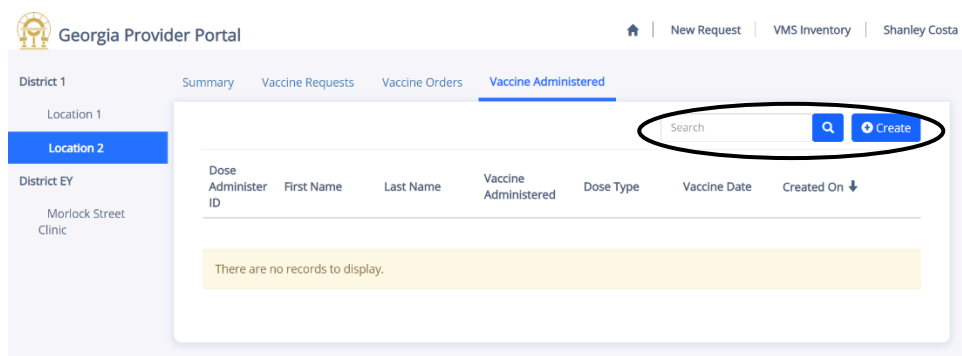 Georgia Provider Portal
New Request
VMS Inventory
Shanley Costa
District 1
Location 1
Location 2
District EY
Morlock Street
Clinic
Summary
Vaccine Requests
Vaccine Orders
Vaccine Administered
Search
Create
Dose
Administer
ID
First Name
Last Name
Vaccine
Administered
Dose Type
Vaccine Date
Created On
There are no records to display.